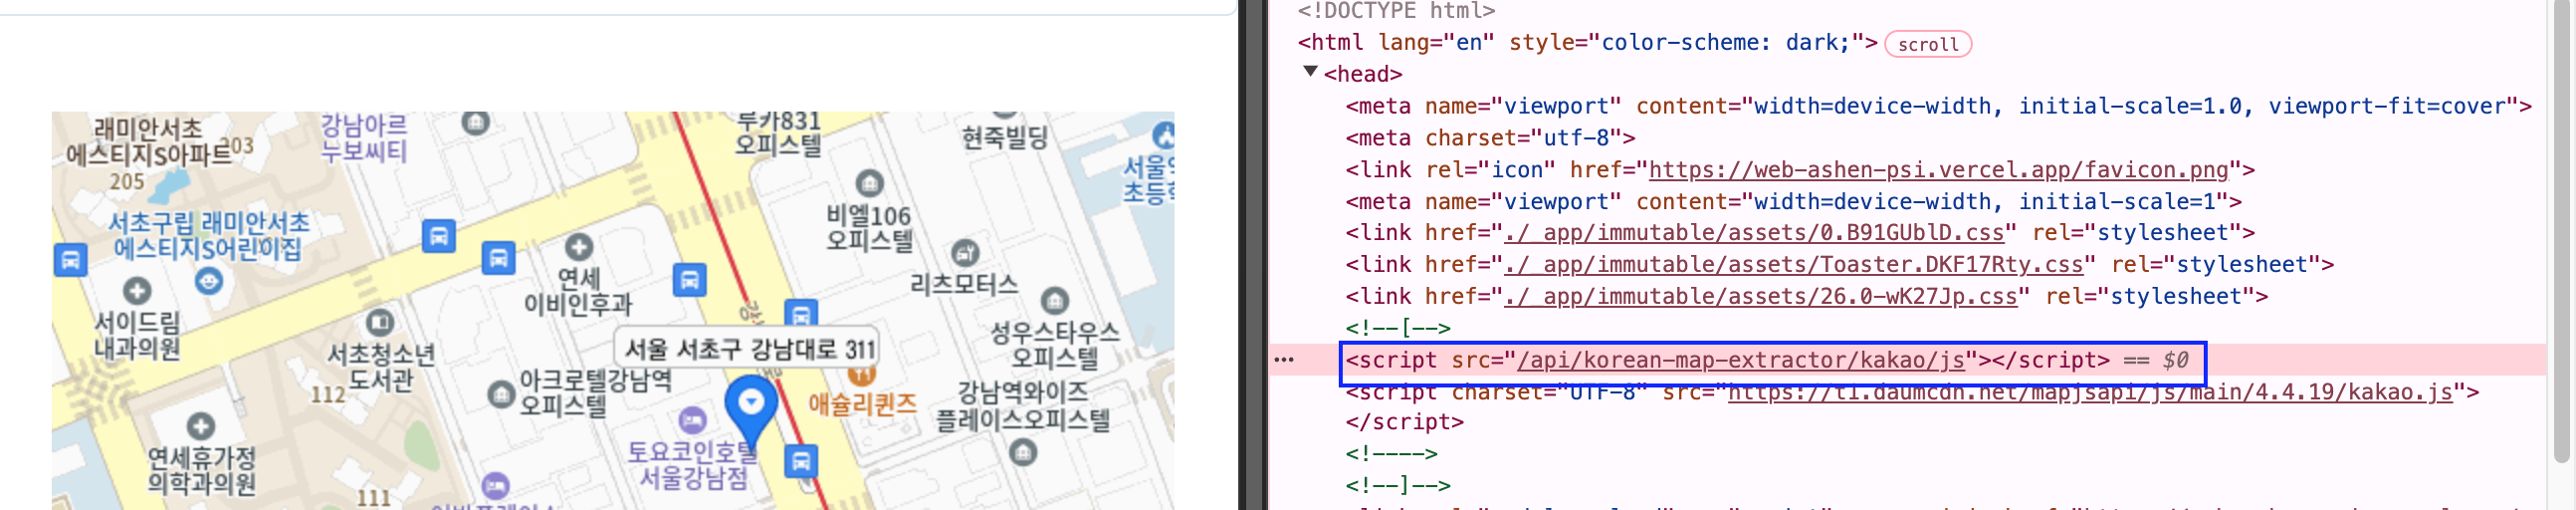 래미안서초
에스티지S아파트
203
205
강남아르
누보씨티
루카831
오피스텔
현죽빌딩
서초구립 래미안서초
에스티지S어린이집
비엘106
오피스텔
연세
이비인후과
리츠모터스
서이드림
내과의원
서초청소년
도서관
성우스타우스
오피스텔
서울 서초구 강남대로 311
112
아크로텔강남역
오피스텔
애슐리퀸즈
강남역와이즈
플레이스오피스텔
연세휴가정
의학과의원
토요코인호텔
서울강남점
111
<!DOCTYPE html>
<html lang="en" style="color-scheme: dark;"> scroll
<head>
<meta name="viewport" content="width=device-width, initial-scale=1.0, viewport-fit=cover">
<meta charset="utf-8">
<link rel="icon" href="https://web-ashen-psi.vercel.app/favicon.png">
<meta name="viewport" content="width=device-width, initial-scale=1">
<link href="./_app/immutable/assets/0.B91GUblD.css" rel="stylesheet">
<link href="./_app/immutable/assets/Toaster.DKF17Rty.css" rel="stylesheet">
<link href="./_app/immutable/assets/26.0-wK27Jp.css" rel="stylesheet">
<!--[-->
<script src="/api/korean-map-extractor/kakao/js"></script> == $0
<script charset="UTF-8" src="https://t1.daumcdn.net/mapjsapi/js/main/4.4.19/kakao.js">
</script>
<!---->
<!--]-->